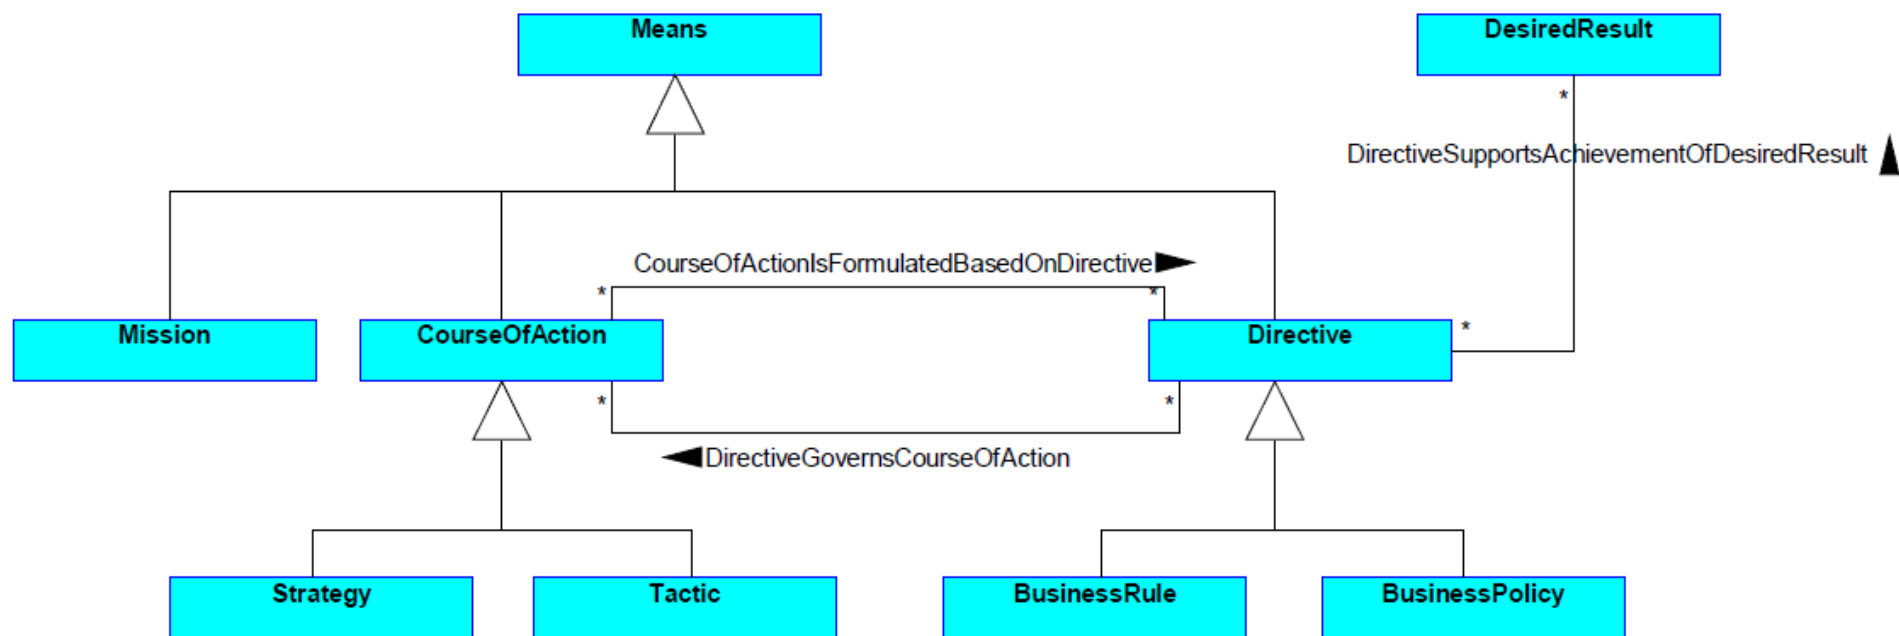 Means
DesiredResult
*
DirectiveSupportsAchievementOfDesiredResult
CourseOfActionIsFormulatedBasedOnDirective
*
*
Mission
CourseOfAction
Directive
*
*
*
DirectiveGovernsCourseOfAction
Strategy
Tactic
BusinessRule
BusinessPolicy